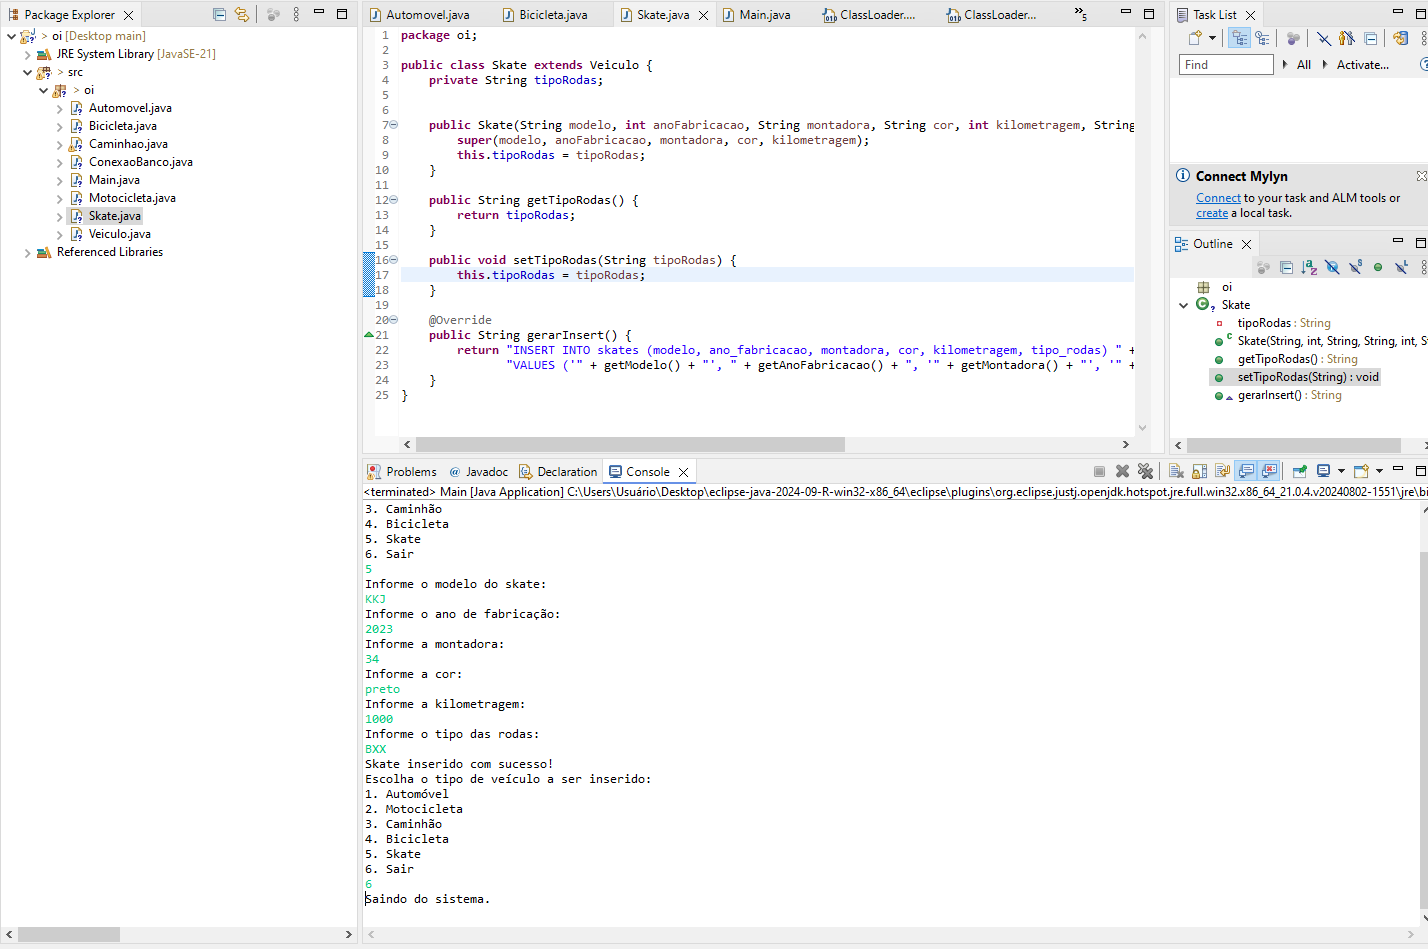 Package Explorer
> oi [Desktop main]
JRE System Library [JavaSE-21]
> src
> oi
Automovel.java
Bicicleta.java
Caminhao.java
ConexaoBanco.java
Main.java
Motocicleta.java
Skate.java
Veiculo.java
Referenced Libraries
Automovel.java
Bicicleta.java
Skate.java
Main.java
ClassLoader....
ClassLoader...
»5
1 package oi;
2
3 public class Skate extends Veiculo {
4 private String tipoRodas;
5
6
7 public Skate(String modelo, int anoFabricacao, String montadora, String cor, int kilometragem, String
8 super(modelo, anoFabricacao, montadora, cor, kilometragem);
9 this.tipoRodas = tipoRodas;
10 }
11
12 public String getTipoRodas() {
13 return tipoRodas;
14 }
15
16 public void setTipoRodas(String tipoRodas) {
17 this.tipoRodas = tipoRodas;
18 }
19
20 @Override
21 public String gerarInsert() {
22 return "INSERT INTO skates (modelo, ano_fabricacao, montadora, cor, kilometragem, tipo_rodas) " +
23 "VALUES ('" + getModelo() + "', " + getAnoFabricacao() + ", '" + getMontadora() + "', '" +
24 }
25 }
Task List
Find
All
Activate...
Connect Mylyn
Connect to your task and ALM tools or
create a local task.
Outline
oi
Skate
tipoRodas : String
Skate(String, int, String, String, int, S
getTipoRodas() : String
setTipoRodas(String) : void
gerarInsert() : String
Problems
Javadoc
Declaration
Console
<terminated> Main [Java Application] C:\Users\Usuário\Desktop\eclipse-java-2024-09-R-win32-x86_64\eclipse\plugins\org.eclipse.justj.openjdk.hotspot.jre.full.win32.x86_64_21.0.4.v20240802-1551\jre\bi
3. Caminhão
4. Bicicleta
5. Skate
6. Sair
5
Informe o modelo do skate:
KKJ
Informe o ano de fabricação:
2023
Informe a montadora:
34
Informe a cor:
preto
Informe a kilometragem:
1000
Informe o tipo das rodas:
BXX
Skate inserido com sucesso!
Escolha o tipo de veículo a ser inserido:
1. Automóvel
2. Motocicleta
3. Caminhão
4. Bicicleta
5. Skate
6. Sair
6
Saindo do sistema.